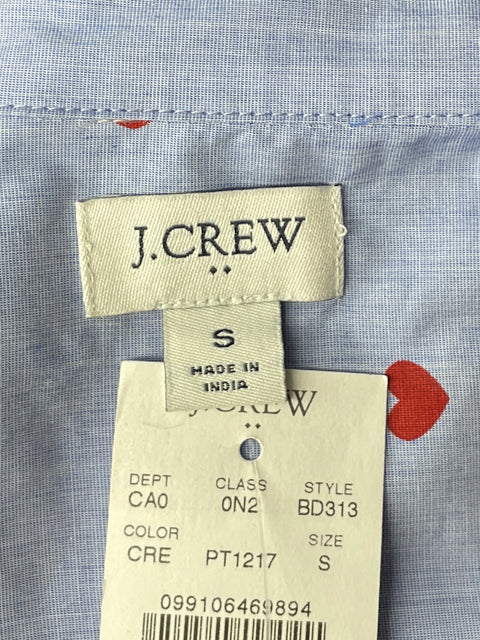 J.CREW
S
MADE IN
INDIA
J.CREW
DEPT CLASS STYLE
CA0 0N2 BD313
COLOR SIZE
CRE PT1217 S
099106469894